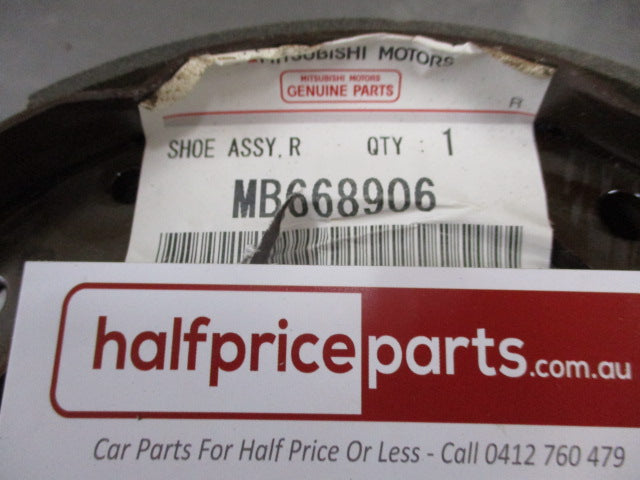 MITSUBISHI MOTORS
MITSUBISHI MOTORS
GENUINE PARTS
R
SHOE ASSY,R QTY : 1
MB668906
halfpriceparts.com.au
Car Parts For Half Price Or Less - Call 0412 760 479